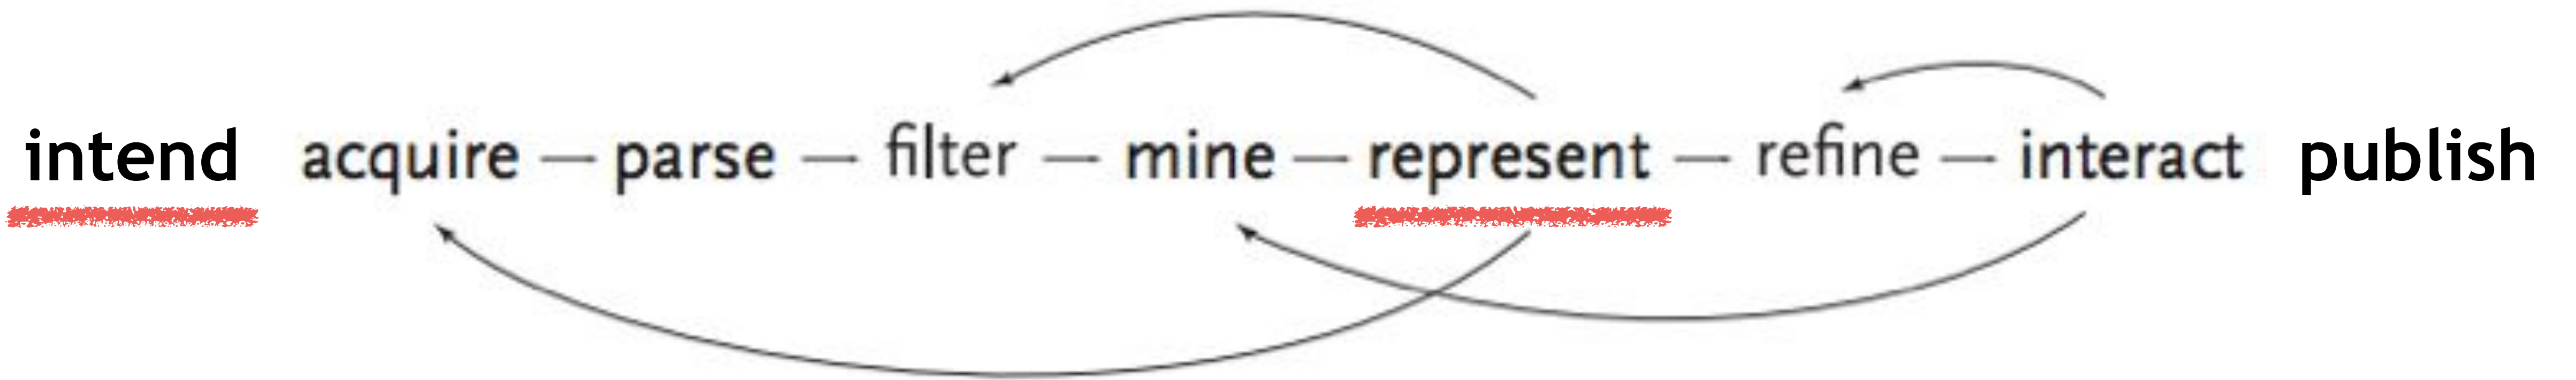 intend acquire — parse — filter — mine — represent — refine — interact publish